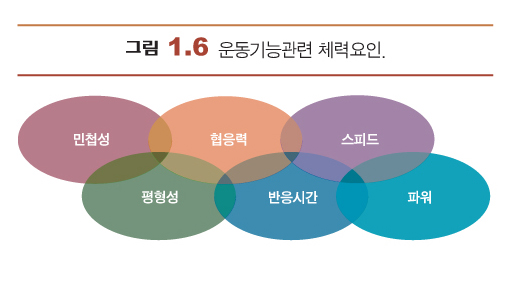 그림 1.6 운동기능관련 체력요인.
민첩성 협응력 스피드
평형성 반응시간 파워